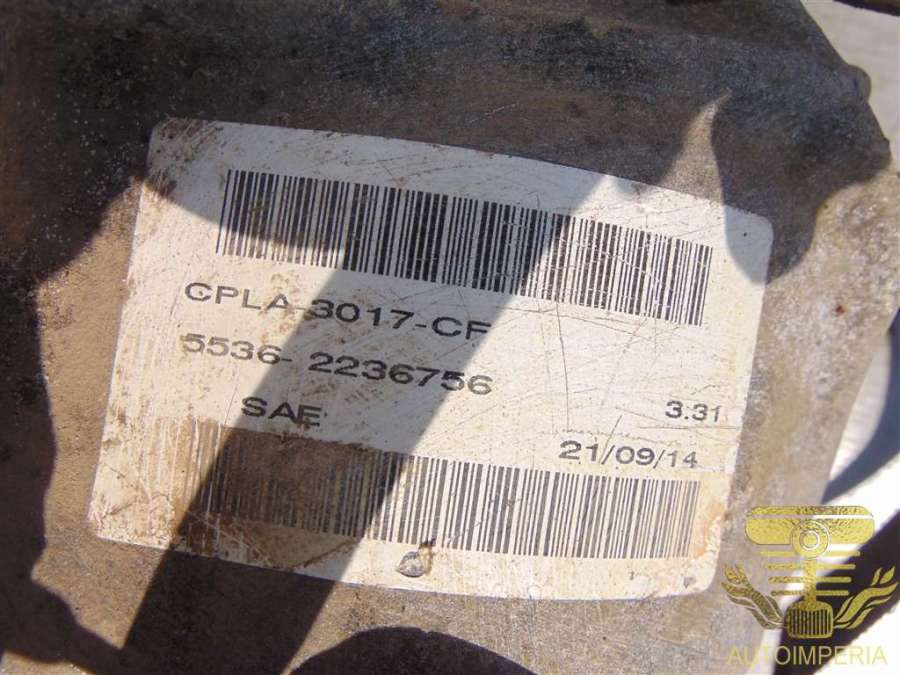 CPLA-3017-CF
5536- 2236756
SAE
3.31
21/09/14
AUTOIMPERIA